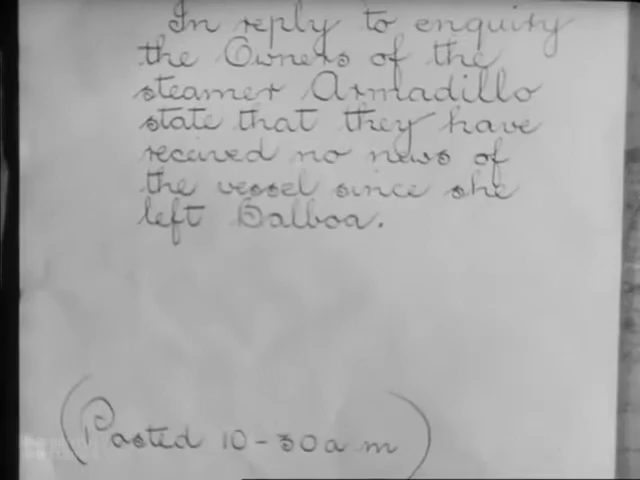 In reply to enquiry
the Owners of the
steamer Armadillo
state that they have
received no news of
the vessel since she
left Balboa.
(Posted 10-30 a m)